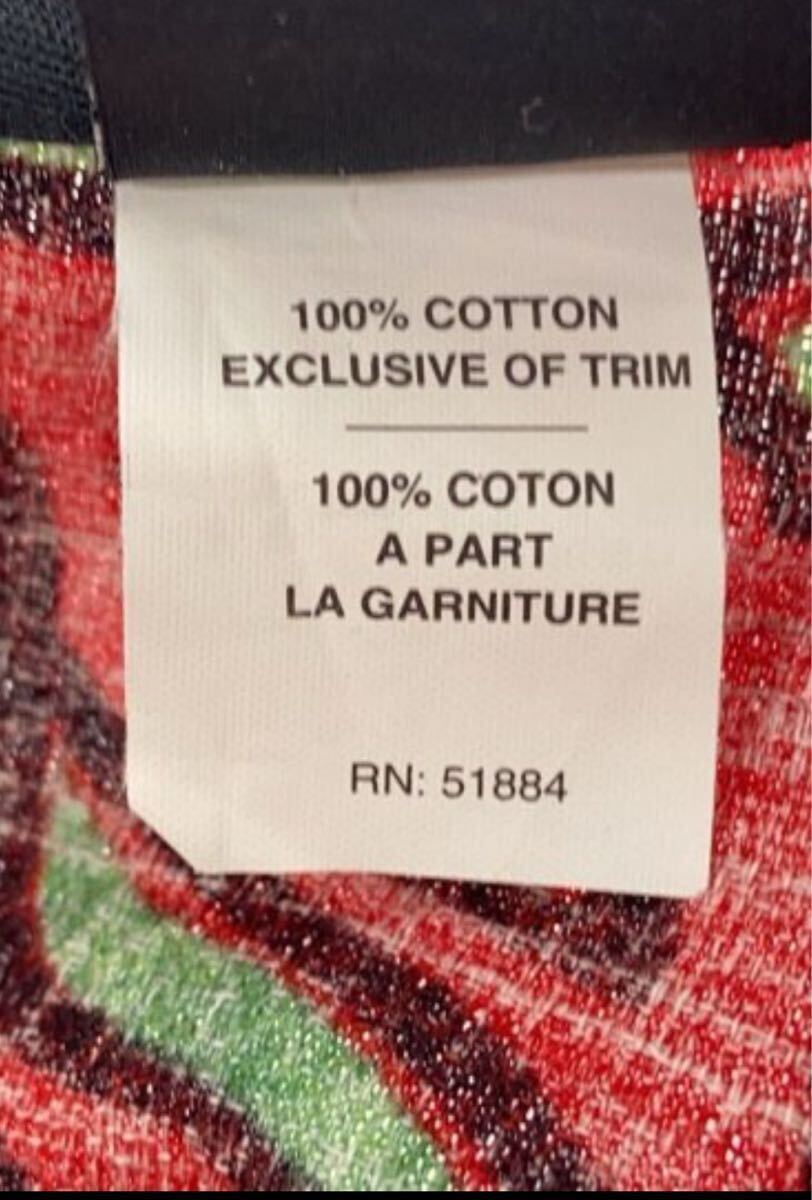 100% COTTON
EXCLUSIVE OF TRIM
100% COTON
A PART
LA GARNITURE
RN: 51884